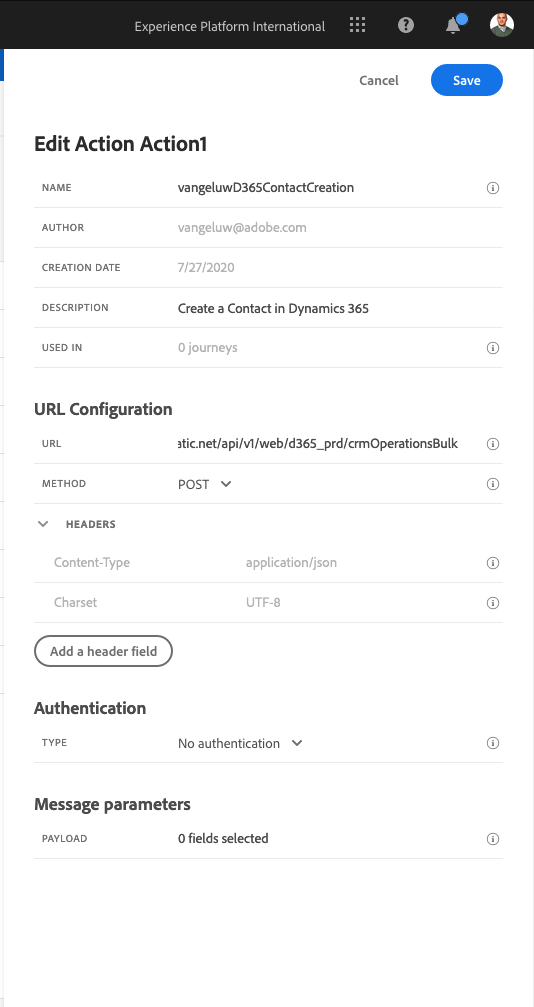 Experience Platform International
Cancel
Save
Edit Action Action1
NAME vangeluwD365ContactCreation
AUTHOR vangeluw@adobe.com
CREATION DATE 7/27/2020
DESCRIPTION Create a Contact in Dynamics 365
USED IN 0 journeys
URL Configuration
URL atic.net/api/v1/web/d365_prd/crmOperationsBulk
METHOD POST
HEADERS
Content-Type application/json
Charset UTF-8
Add a header field
Authentication
TYPE No authentication
Message parameters
PAYLOAD 0 fields selected